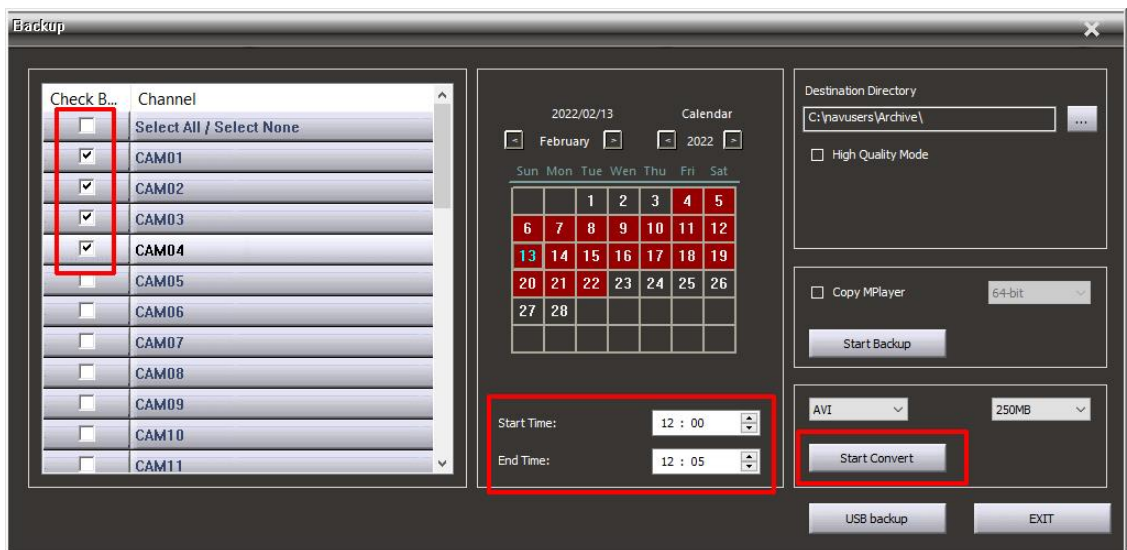 Backup
Check B... Channel
Select All / Select None
CAM01
CAM02
CAM03
CAM04
CAM05
CAM06
CAM07
CAM08
CAM09
CAM10
CAM11
2022/02/13 Calendar
< February > < 2022 >
Sun Mon Tue Wen Thu Fri Sat
1 2 3 4 5
6 7 8 9 10 11 12
13 14 15 16 17 18 19
20 21 22 23 24 25 26
27 28
Start Time: 12 : 00
End Time: 12 : 05
Destination Directory
C:\navusers\Archive\ ...
High Quality Mode
Copy MPlayer 64-bit
Start Backup
AVI 250MB
Start Convert
USB backup EXIT